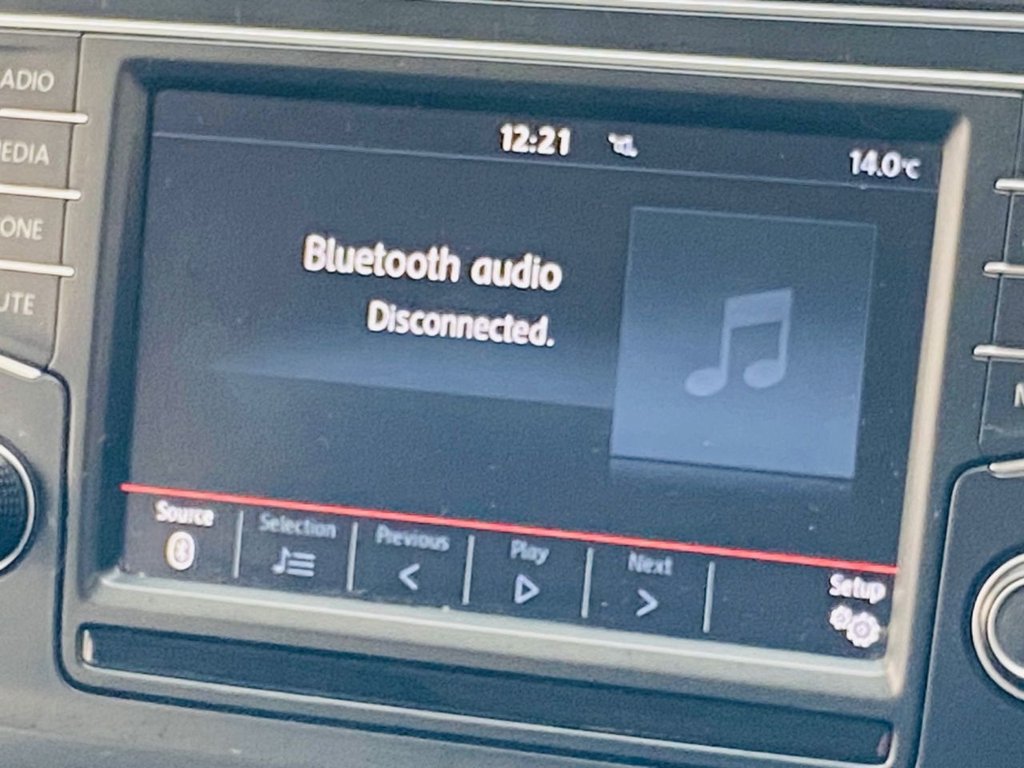 ADIO
EDIA
ONE
UTE
12:21
14.0°C
Bluetooth audio
Disconnected.
Source
Selection
Previous
Play
Next
Setup